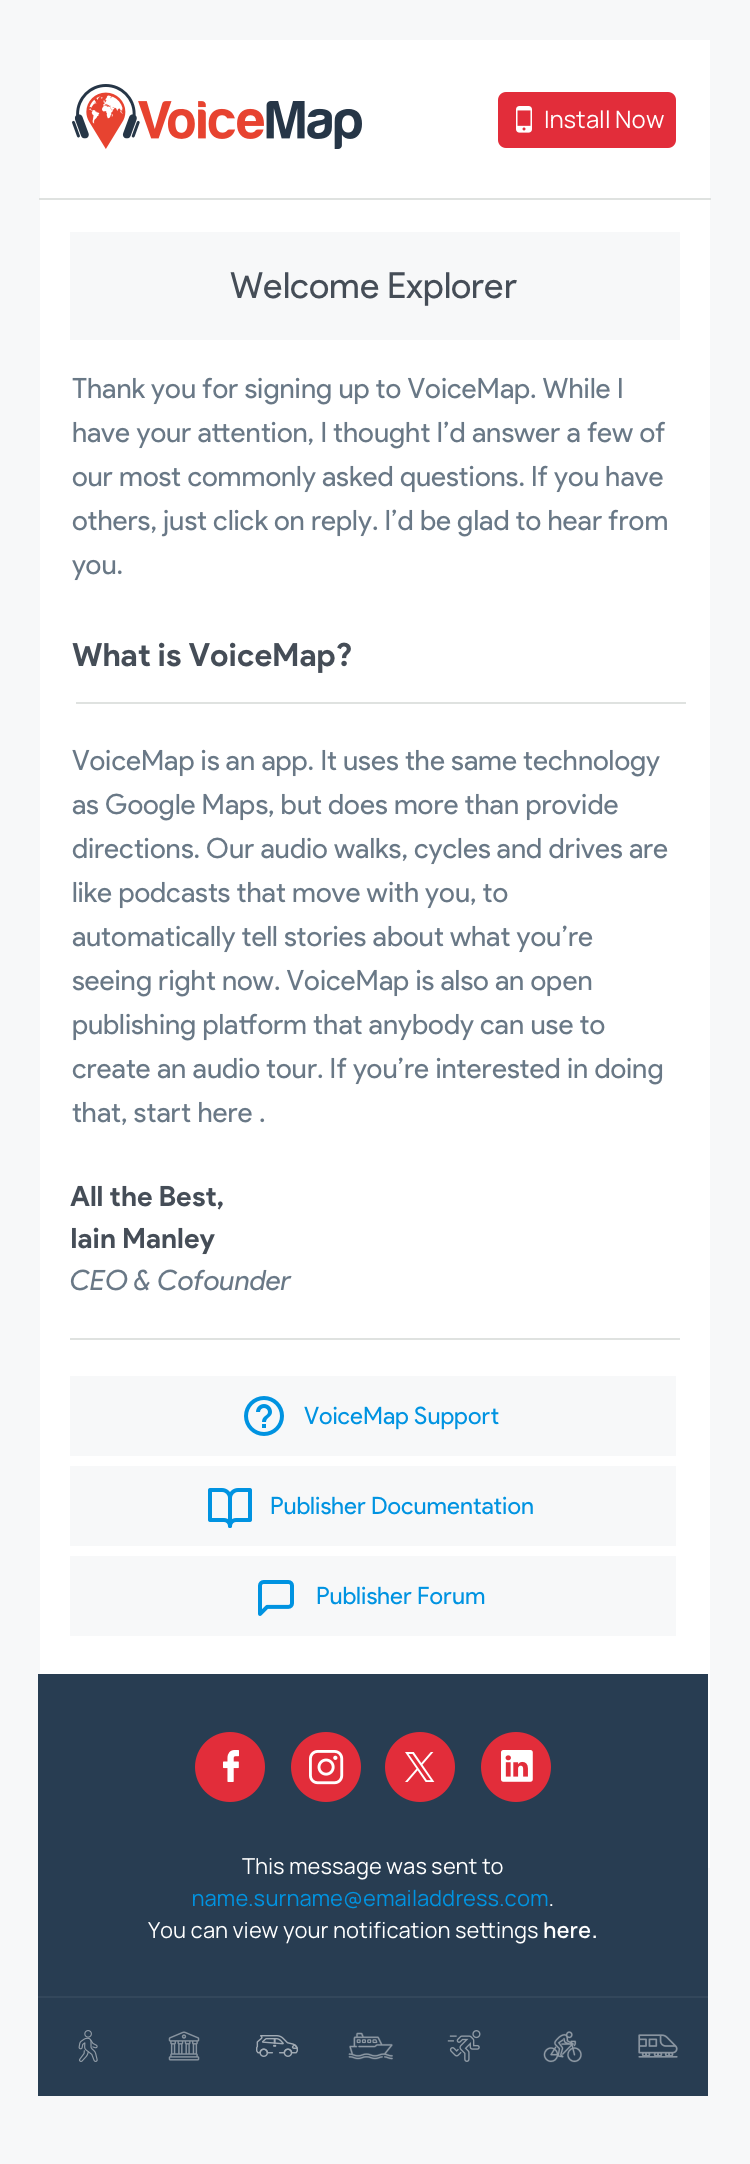 VoiceMap
Install Now
Welcome Explorer
Thank you for signing up to VoiceMap. While I
have your attention, I thought I’d answer a few of
our most commonly asked questions. If you have
others, just click on reply. I’d be glad to hear from
you.
What is VoiceMap?
VoiceMap is an app. It uses the same technology
as Google Maps, but does more than provide
directions. Our audio walks, cycles and drives are
like podcasts that move with you, to
automatically tell stories about what you’re
seeing right now. VoiceMap is also an open
publishing platform that anybody can use to
create an audio tour. If you’re interested in doing
that, start here .
All the Best,
Iain Manley
CEO & Cofounder
VoiceMap Support
Publisher Documentation
Publisher Forum
This message was sent to
name.surname@emailaddress.com.
You can view your notification settings here.